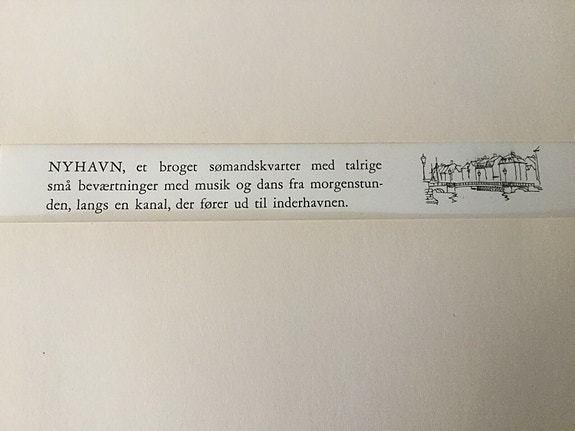 NYHAVN, et broget sømandskvarter med talrige
små beværtninger med musik og dans fra morgenstun-
den, langs en kanal, der fører ud til inderhavnen.